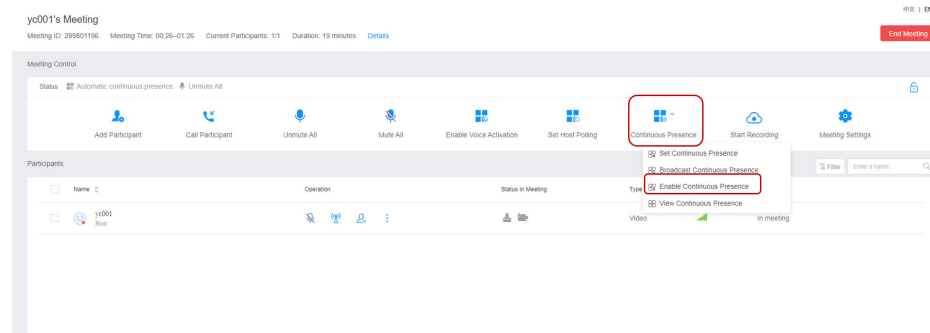 中文 | EN
yc001's Meeting
Meeting ID: 289801196 Meeting Time: 00:26–01:26 Current Participants: 1/1 Duration: 19 minutes Details
End Meeting
Meeting Control
Status Automatic continuous presence Unmute All
Add Participant Call Participant Unmute All Mute All Enable Voice Activation Set Host Polling Continuous Presence Start Recording Meeting Settings
Set Continuous Presence
Broadcast Continuous Presence
Enable Continuous Presence
View Continuous Presence
Participants
Filter Enter a name.
Name Operation Status in Meeting Type
yc001
Host
Video In meeting